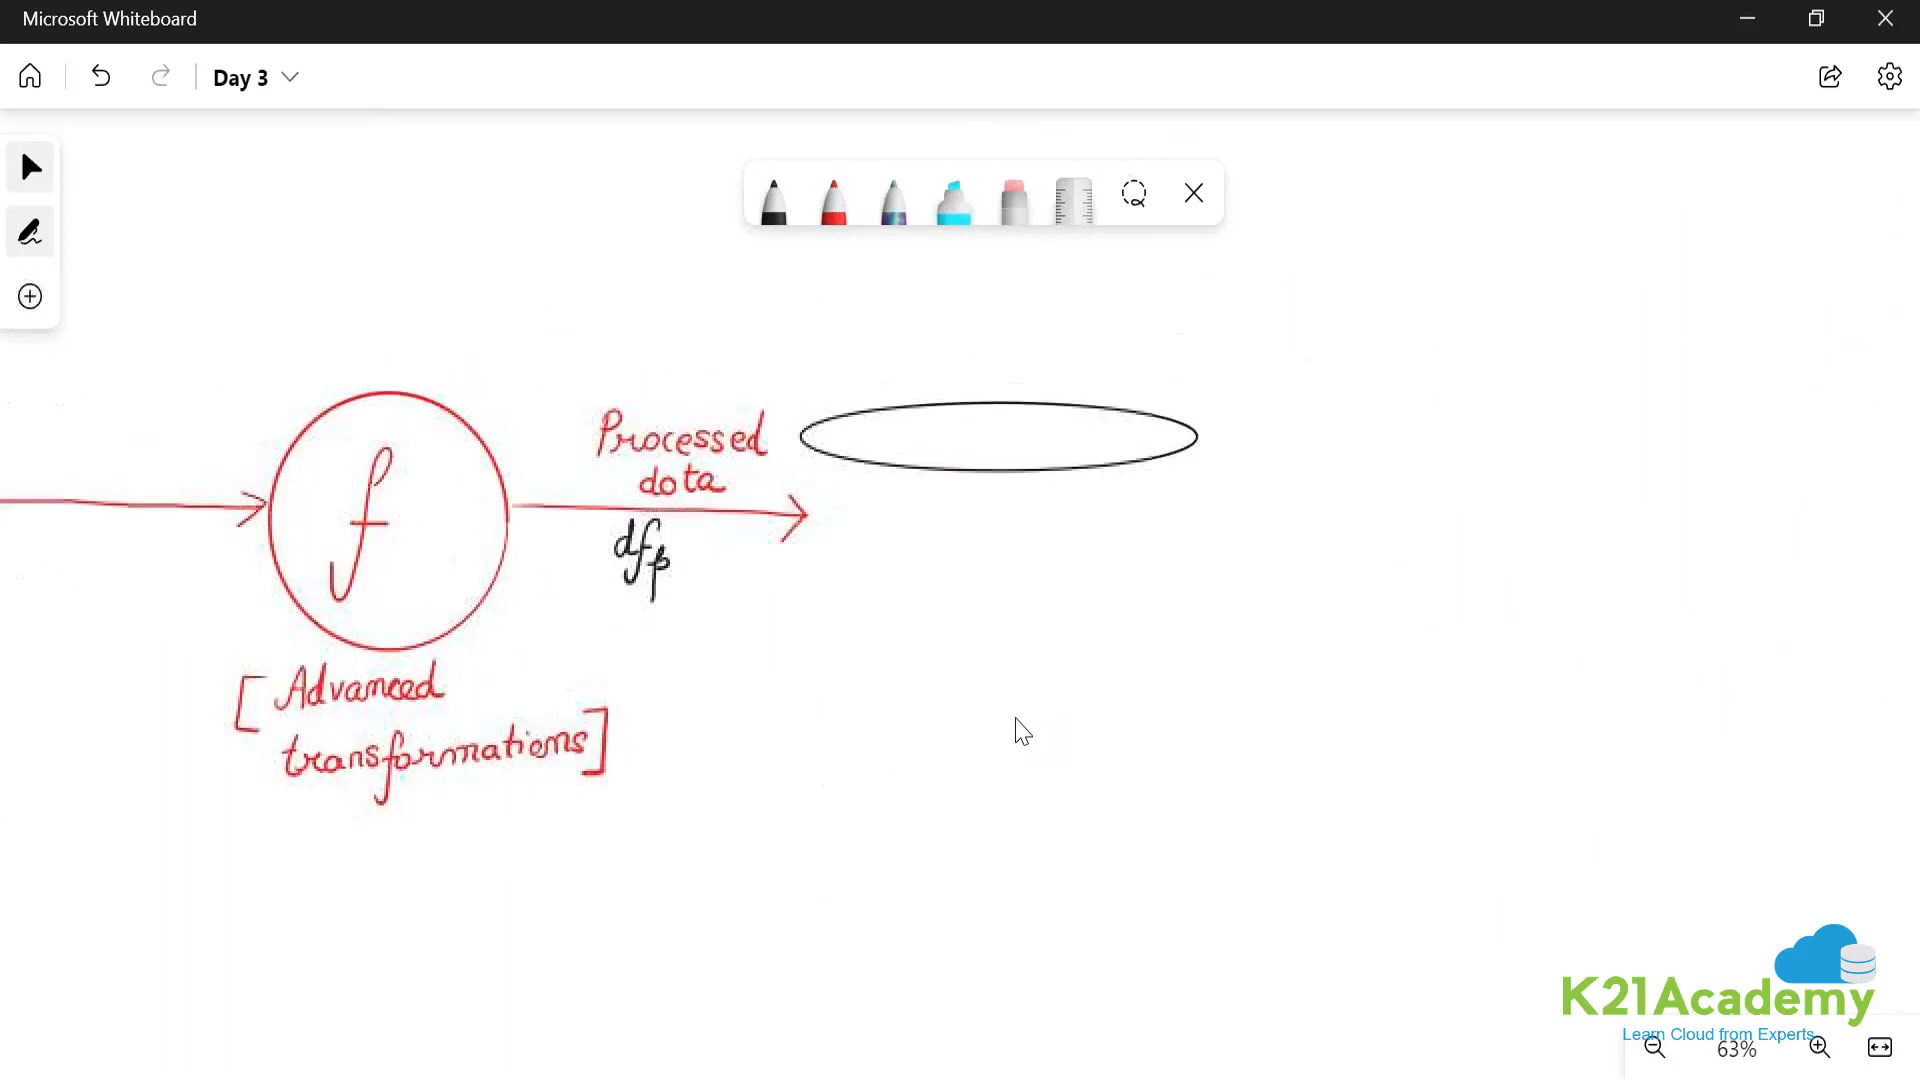 Microsoft Whiteboard
Day 3
Processed
data
f
dfp
[Advanced
transformations]
K21Academy
Learn Cloud from Experts
63%